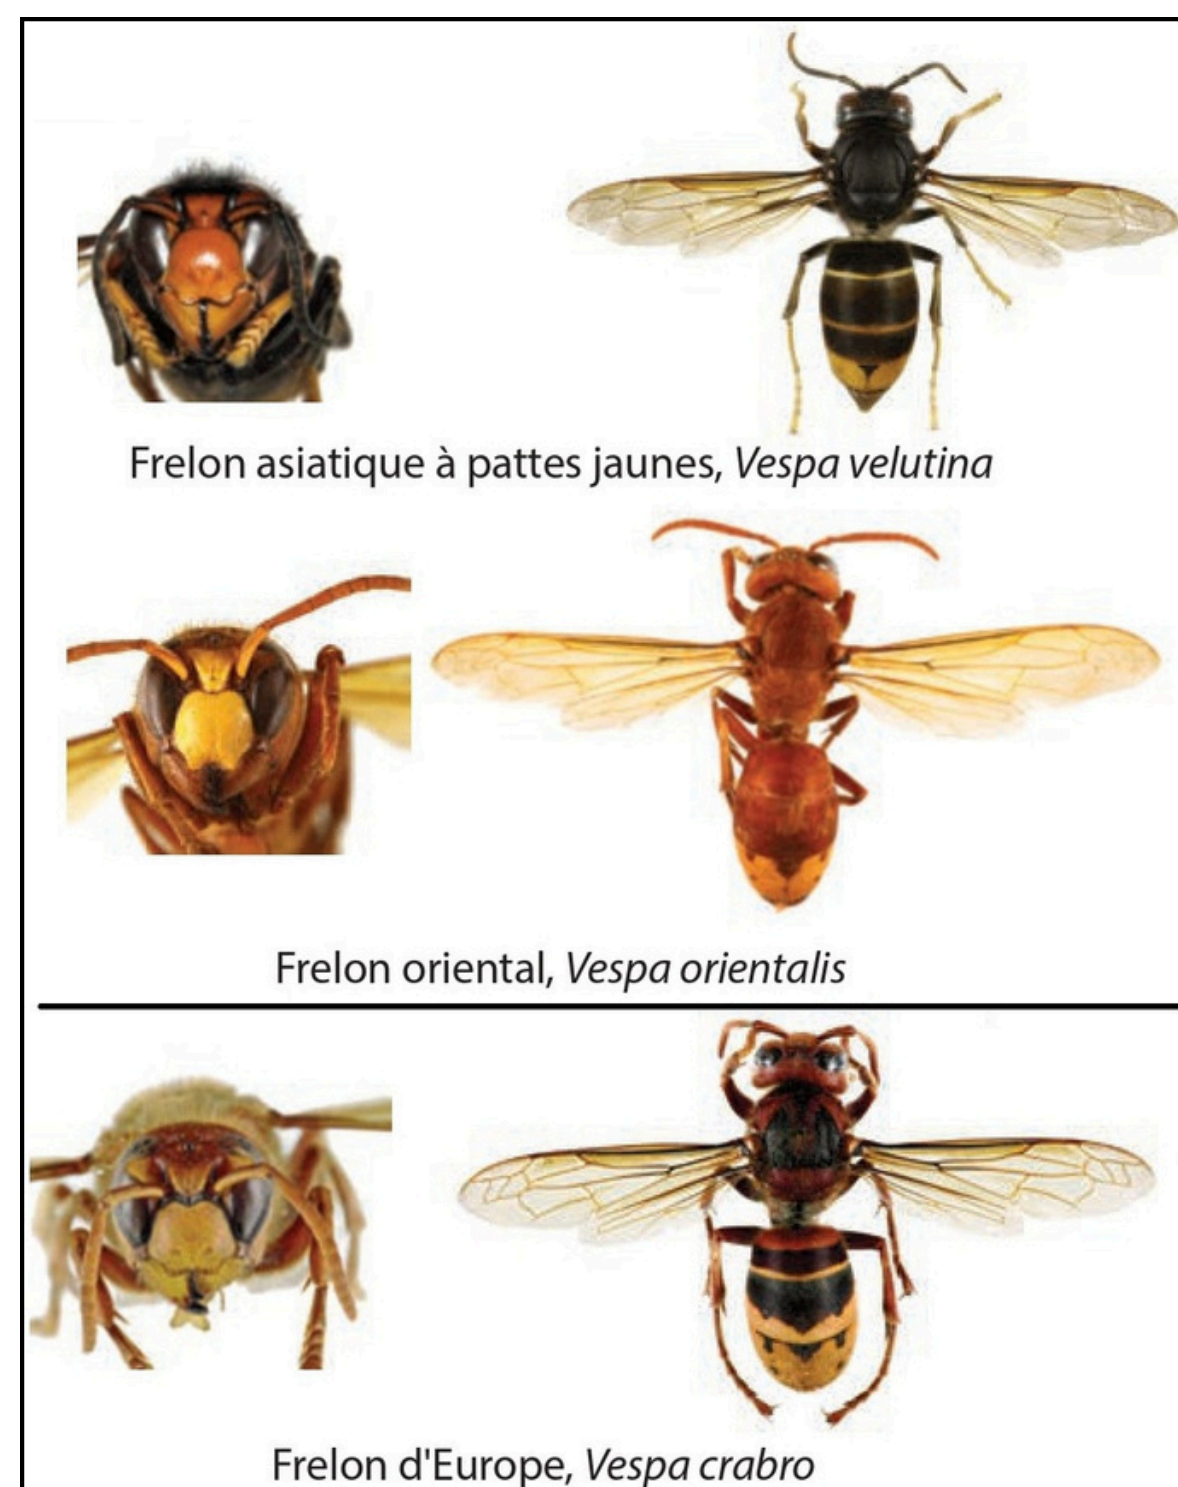 Frelon asiatique à pattes jaunes, Vespa velutina
Frelon oriental, Vespa orientalis
Frelon d'Europe, Vespa crabro